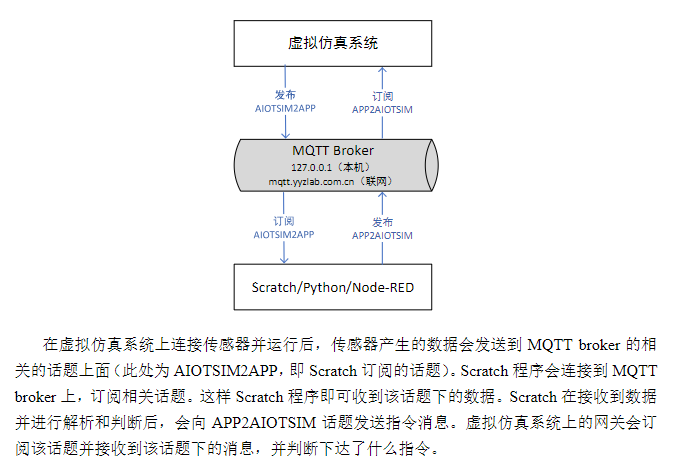 虚拟仿真系统
发布
AIOTSIM2APP
订阅
APP2AIOTSIM
MQTT Broker
127.0.0.1（本机）
mqtt.yyzlab.com.cn（联网）
订阅
AIOTSIM2APP
发布
APP2AIOTSIM
Scratch/Python/Node-RED
在虚拟仿真系统上连接传感器并运行后，传感器产生的数据会发送到 MQTT broker 的相
关的话题上面（此处为 AIOTSIM2APP，即 Scratch 订阅的话题）。Scratch 程序会连接到 MQTT
broker 上，订阅相关话题。这样 Scratch 程序即可收到该话题下的数据。Scratch 在接收到数据
并进行解析和判断后，会向 APP2AIOTSIM 话题发送指令消息。虚拟仿真系统上的网关会订
阅该话题并接收到该话题下的消息，并判断下达了什么指令。